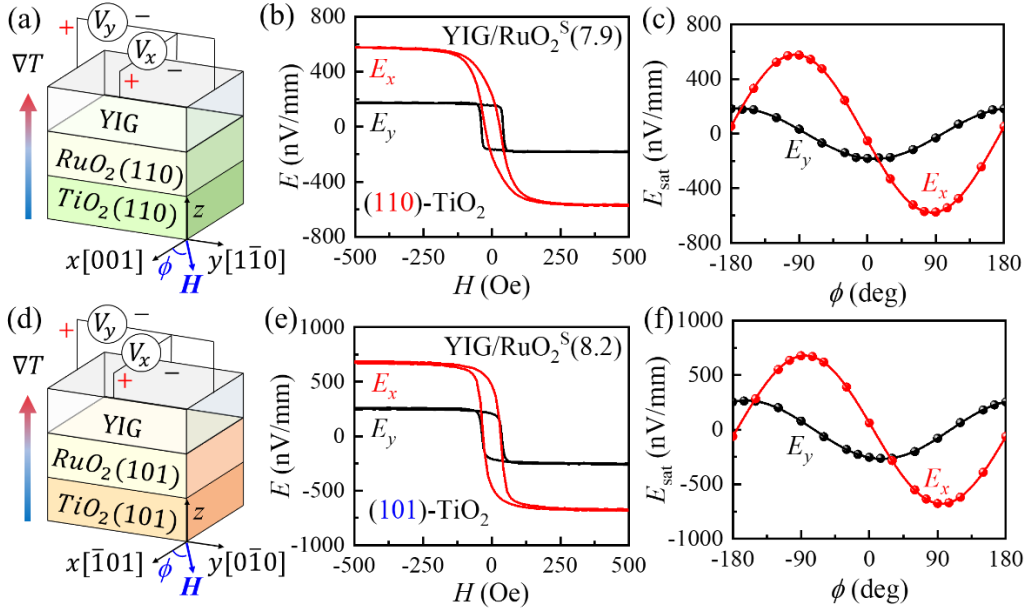 (a)
V_y
+ −
V_x
+ −
∇T
YIG
RuO₂(110)
TiO₂(110)
z
x[001] ϕ H y[11̄0]
(b)
YIG/RuO₂ˢ(7.9)
E_x
E_y
(110)-TiO₂
E (nV/mm)
800
400
0
-400
-800
-500 -250 0 250 500
H (Oe)
(c)
E_sat (nV/mm)
800
400
0
-400
-800
E_y
E_x
-180 -90 0 90 180
ϕ (deg)
(d)
V_y
+ −
V_x
+ −
∇T
YIG
RuO₂(101)
TiO₂(101)
z
x[1̄01] ϕ H y[01̄0]
(e)
YIG/RuO₂ˢ(8.2)
E_x
E_y
(101)-TiO₂
E (nV/mm)
1000
500
0
-500
-1000
-500 -250 0 250 500
H (Oe)
(f)
E_sat (nV/mm)
1000
500
0
-500
-1000
E_y
E_x
-180 -90 0 90 180
ϕ (deg)